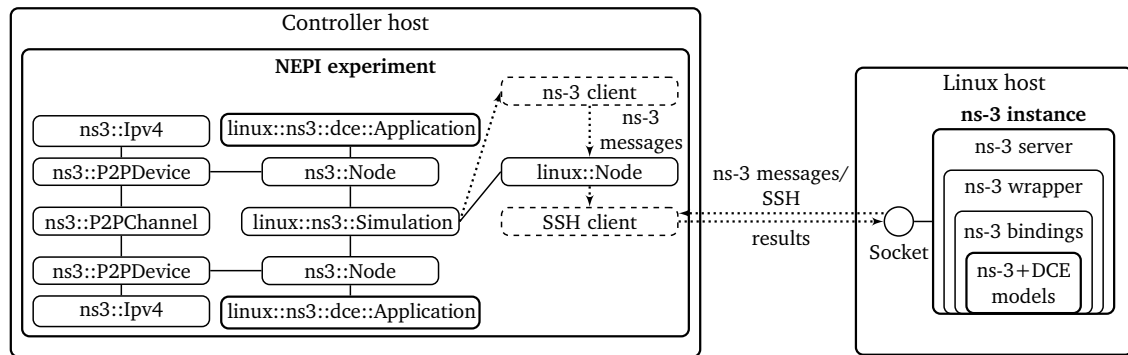 Controller host
NEPI experiment
ns3::Ipv4
linux::ns3::dce::Application
ns3::P2PDevice
ns3::Node
ns3::P2PChannel
linux::ns3::Simulation
ns3::P2PDevice
ns3::Node
ns3::Ipv4
linux::ns3::dce::Application
ns-3 client
ns-3
messages
linux::Node
SSH client
ns-3 messages/
SSH
results
Linux host
ns-3 instance
ns-3 server
ns-3 wrapper
ns-3 bindings
ns-3+DCE
models
Socket